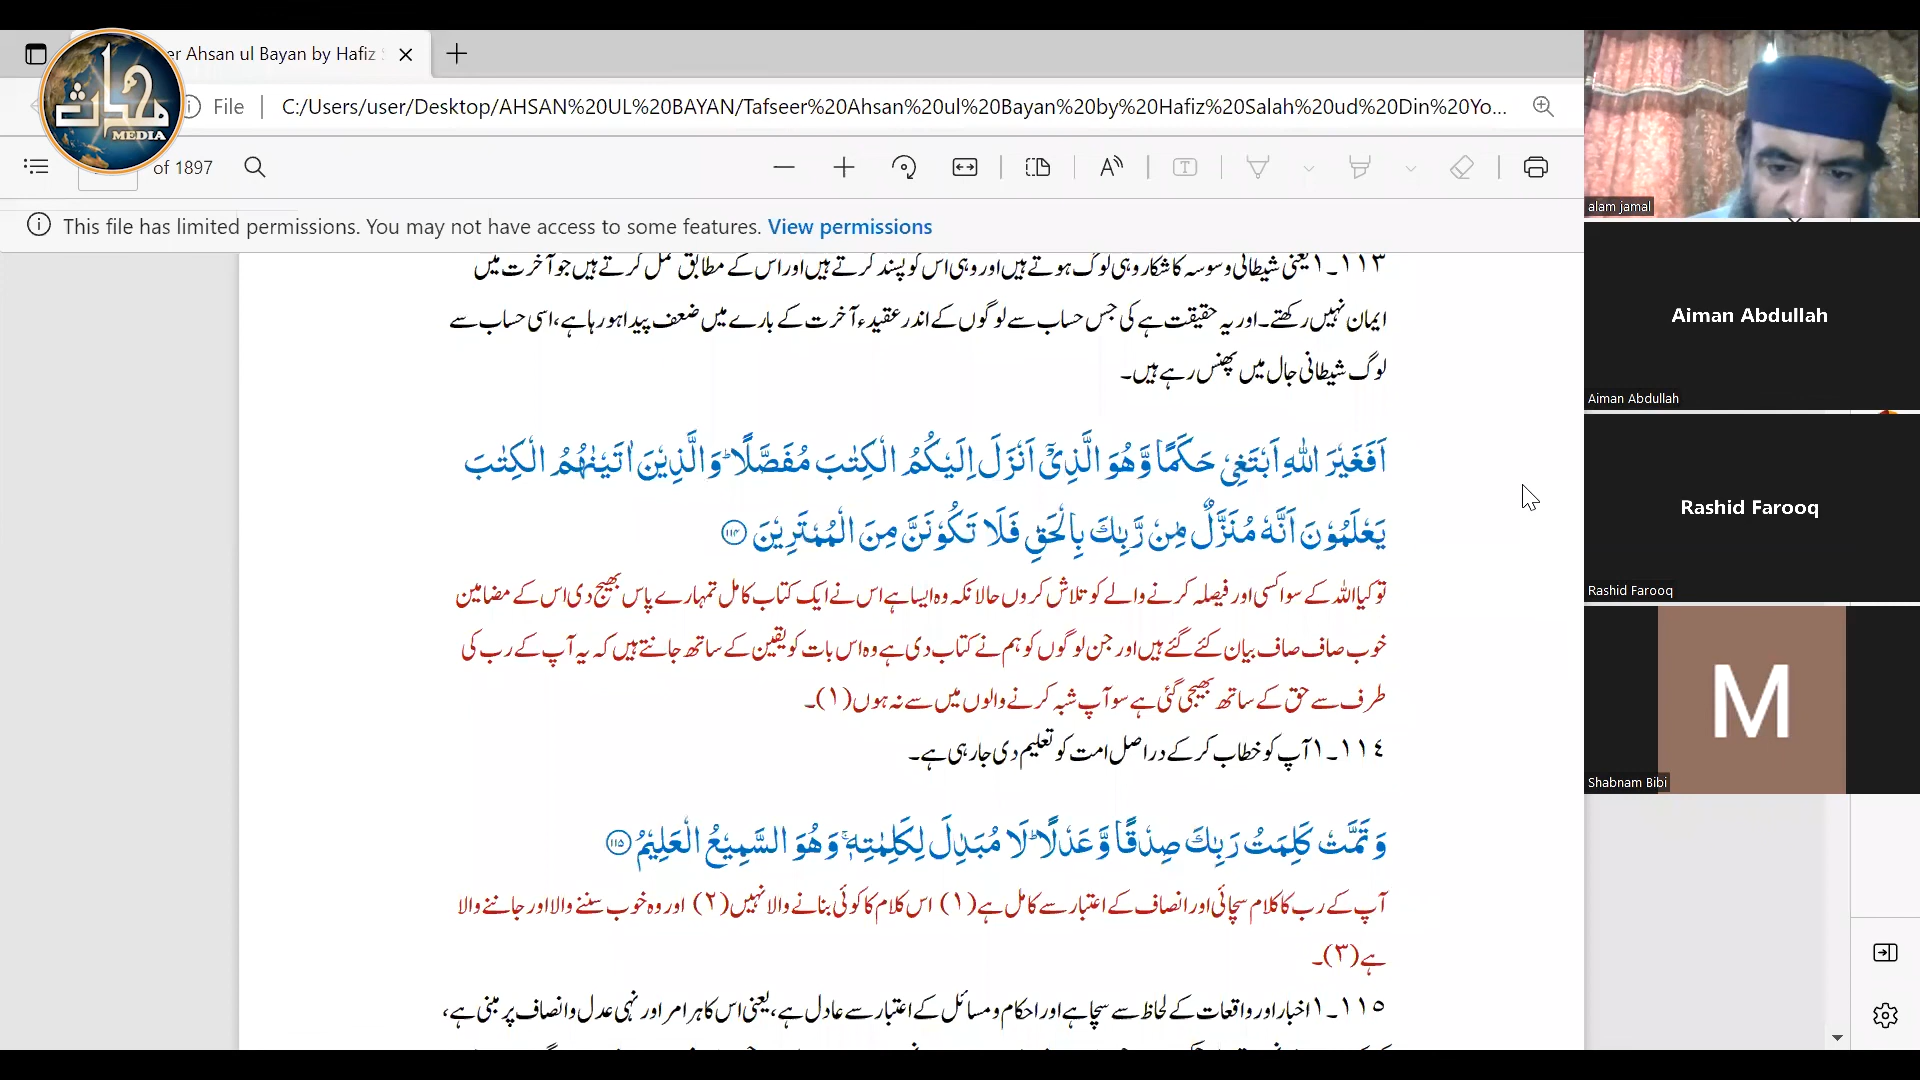 er Ahsan ul Bayan by Hafiz
File
C:/Users/user/Desktop/AHSAN%20UL%20BAYAN/Tafseer%20Ahsan%20ul%20Bayan%20by%20Hafiz%20Salah%20ud%20Din%20Yo...
محدث
MEDIA
of 1897
This file has limited permissions. You may not have access to some features. View permissions
١١٣۔١یعنی شیطانی وسوسہ کا شکار وہی لوگ ہوتے ہیں اور وہی اس کو پسند کرتے ہیں اور اس کے مطابق عمل کرتے ہیں جو آخرت میں
ایمان نہیں رکھتے۔ اور یہ حقیقت ہے کی جس حساب سے لوگوں کے اندر عقیدہء آخرت کے بارے میں ضعف پیدا ہو رہا ہے، اسی حساب سے
لوگ شیطانی جال میں پھنس رہے ہیں۔
اَفَغَيْرَ اللّٰهِ اَبْتَغِيْ حَكَمًا وَّهُوَ الَّذِيْٓ اَنْزَلَ اِلَيْكُمُ الْكِتٰبَ مُفَصَّلًا ۭ وَالَّذِيْنَ اٰتَيْنٰهُمُ الْكِتٰبَ
يَعْلَمُوْنَ اَنَّهٗ مُنَزَّلٌ مِّنْ رَّبِّكَ بِالْحَقِّ فَلَا تَكُوْنَنَّ مِنَ الْمُمْتَرِيْنَ ١١٤
تو کیا اللہ کے سوا کسی اور فیصلہ کرنے والے کو تلاش کروں حالانکہ وہ ایسا ہے اس نے ایک کتاب کامل تمہارے پاس بھیج دی اس کے مضامین
خوب صاف صاف بیان کئے گئے ہیں اور جن لوگوں کو ہم نے کتاب دی ہے وہ اس بات کو یقین کے ساتھ جانتے ہیں کہ یہ آپ کے رب کی
طرف سے حق کے ساتھ بھیجی گئی ہے سو آپ شبہ کرنے والوں میں سے نہ ہوں (١)۔
١١٤۔١آپ کو خطاب کر کے دراصل امت کو تعلیم دی جا رہی ہے۔
وَتَمَّتْ كَلِمَتُ رَبِّكَ صِدْقًا وَّعَدْلًا ۭ لَا مُبَدِّلَ لِكَلِمٰتِهٖ ۚ وَهُوَ السَّمِيْعُ الْعَلِيْمُ ١١٥
آپ کے رب کا کلام سچائی اور انصاف کے اعتبار سے کامل ہے (١) اس کلام کا کوئی بنانے والا نہیں (٢) اور وہ خوب سننے والا اور جاننے والا
ہے (٣)۔
١١٥۔١اخبار اور واقعات کے لحاظ سے سچا ہے اور احکام و مسائل کے اعتبار سے عادل ہے، یعنی اس کا ہر امر اور نہی عدل و انصاف پر مبنی ہے،
alam jamal
Aiman Abdullah
Aiman Abdullah
Rashid Farooq
Rashid Farooq
M
Shabnam Bibi